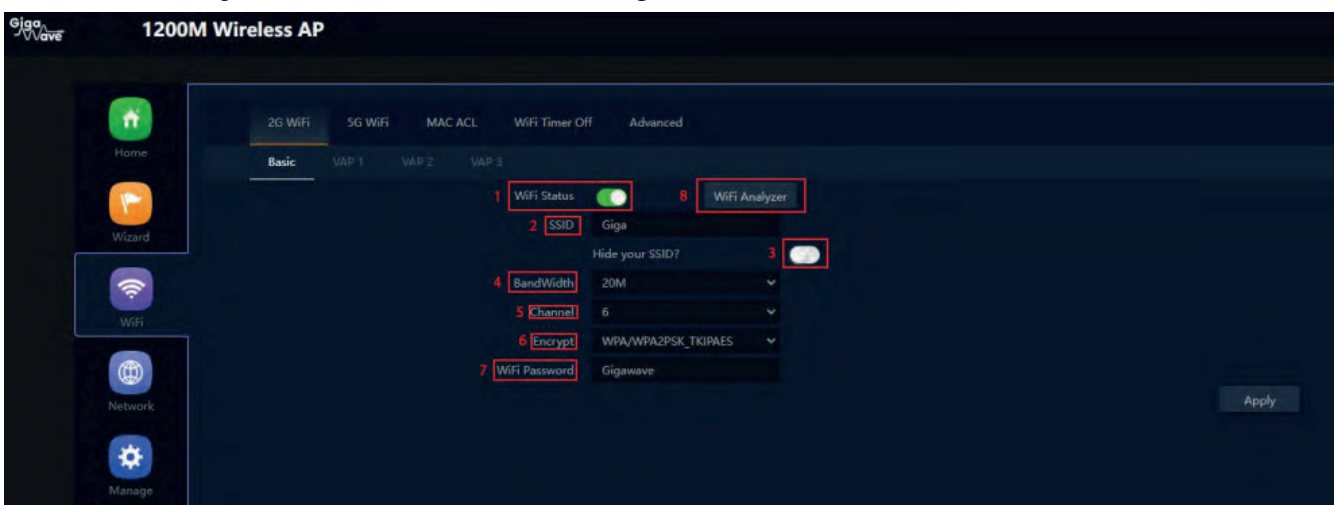 Giga Wave 1200M Wireless AP
2G WiFi 5G WiFi MAC ACL WiFi Timer Off Advanced
Home
Basic VAP 1 VAP 2 VAP 3
1 WiFi Status 8 WiFi Analyzer
2 SSID Giga
Wizard
Hide your SSID? 3
4 BandWidth 20M
5 Channel 6
WiFi
6 Encrypt WPA/WPA2PSK_TKIPAES
7 WiFi Password Gigawave
Network
Apply
Manage